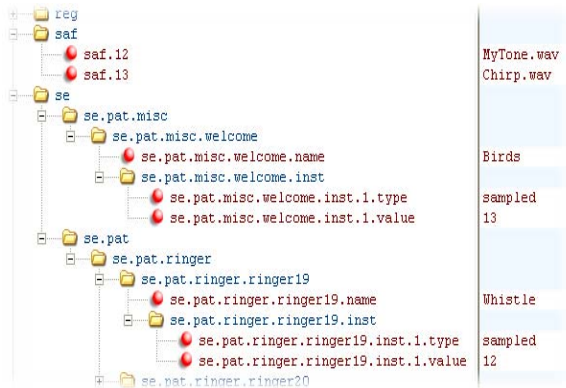 reg
saf
saf.12 MyTone.wav
saf.13 Chirp.wav
se
se.pat.misc
se.pat.misc.welcome
se.pat.misc.welcome.name Birds
se.pat.misc.welcome.inst
se.pat.misc.welcome.inst.1.type sampled
se.pat.misc.welcome.inst.1.value 13
se.pat
se.pat.ringer
se.pat.ringer.ringer19
se.pat.ringer.ringer19.name Whistle
se.pat.ringer.ringer19.inst
se.pat.ringer.ringer19.inst.1.type sampled
se.pat.ringer.ringer19.inst.1.value 12
se.pat.ringer.ringer20